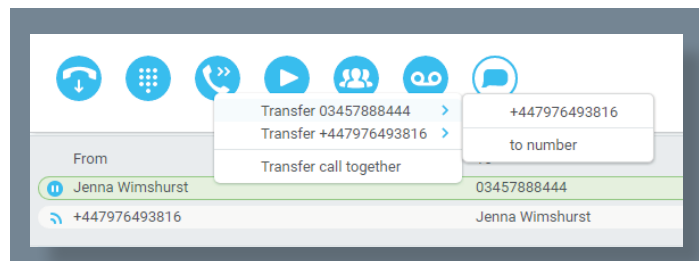 Transfer 03457888444
Transfer +447976493816
Transfer call together
+447976493816
to number
From
Jenna Wimshurst 03457888444
+447976493816 Jenna Wimshurst